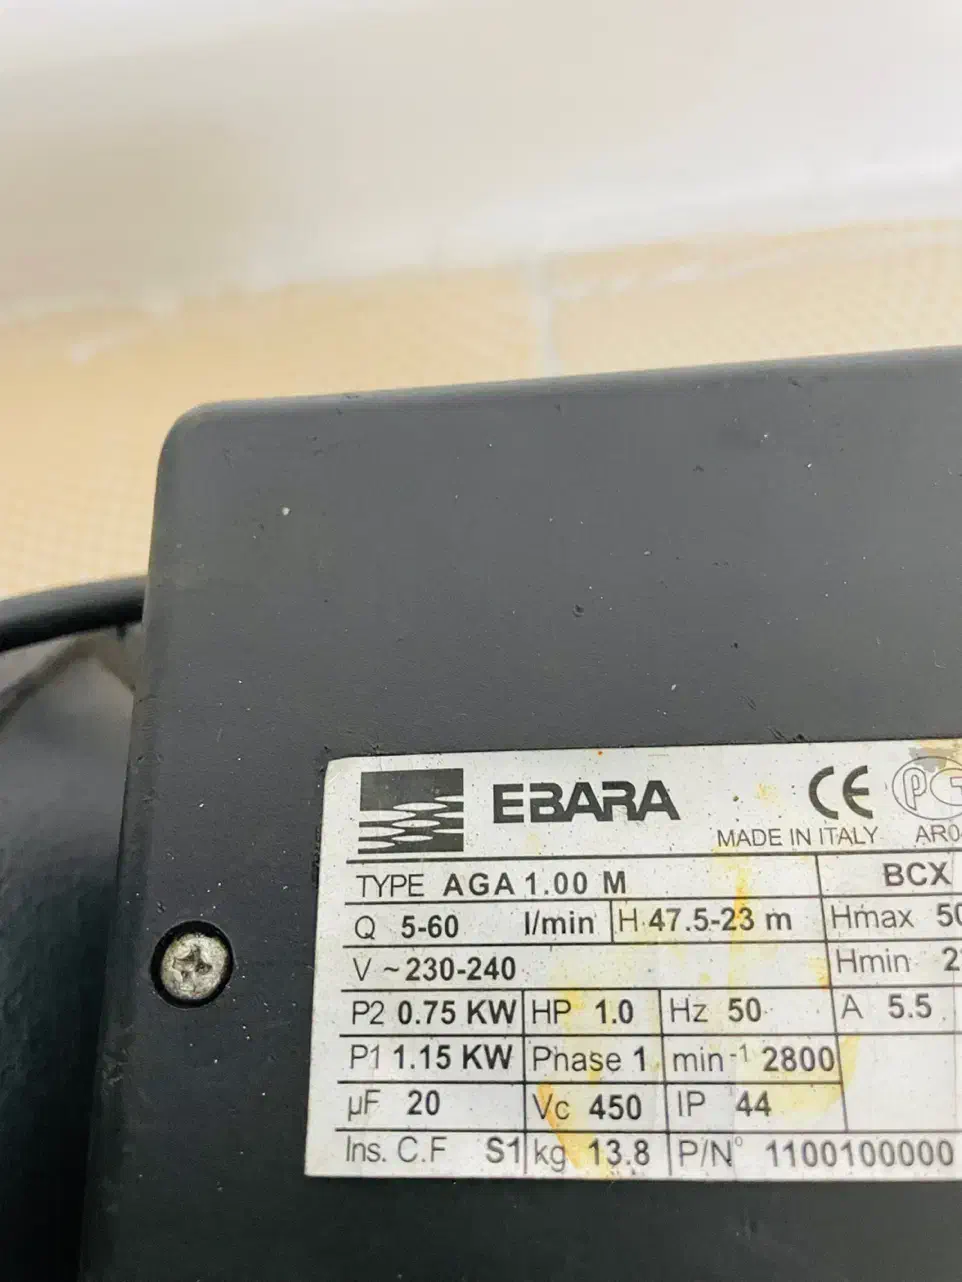 EBARA CE
MADE IN ITALY
TYPE AGA 1.00 M BCX
Q 5-60 l/min H 47.5-23 m Hmax
V ~ 230-240 Hmin
P2 0.75 KW HP 1.0 Hz 50 A 5.5
P1 1.15 KW Phase 1 min-1 2800
µF 20 Vc 450 IP 44
Ins. C.F S1 kg 13.8 P/N° 1100100000